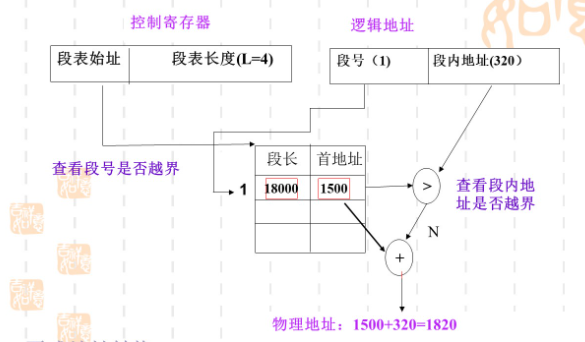 控制寄存器
逻辑地址
段表始址
段表长度(L=4)
段号（1）
段内地址(320）
查看段号是否越界
段长
首地址
1
18000
1500
>
查看段内地
址是否越界
N
+
物理地址：1500+320=1820